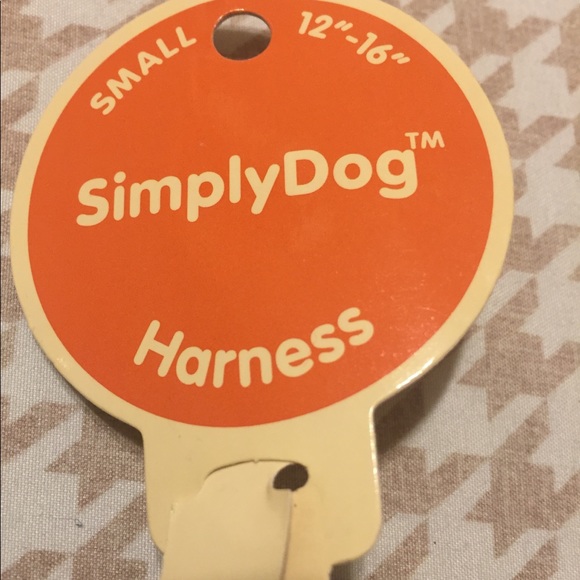 SMALL 12"-16"
SimplyDog™
Harness